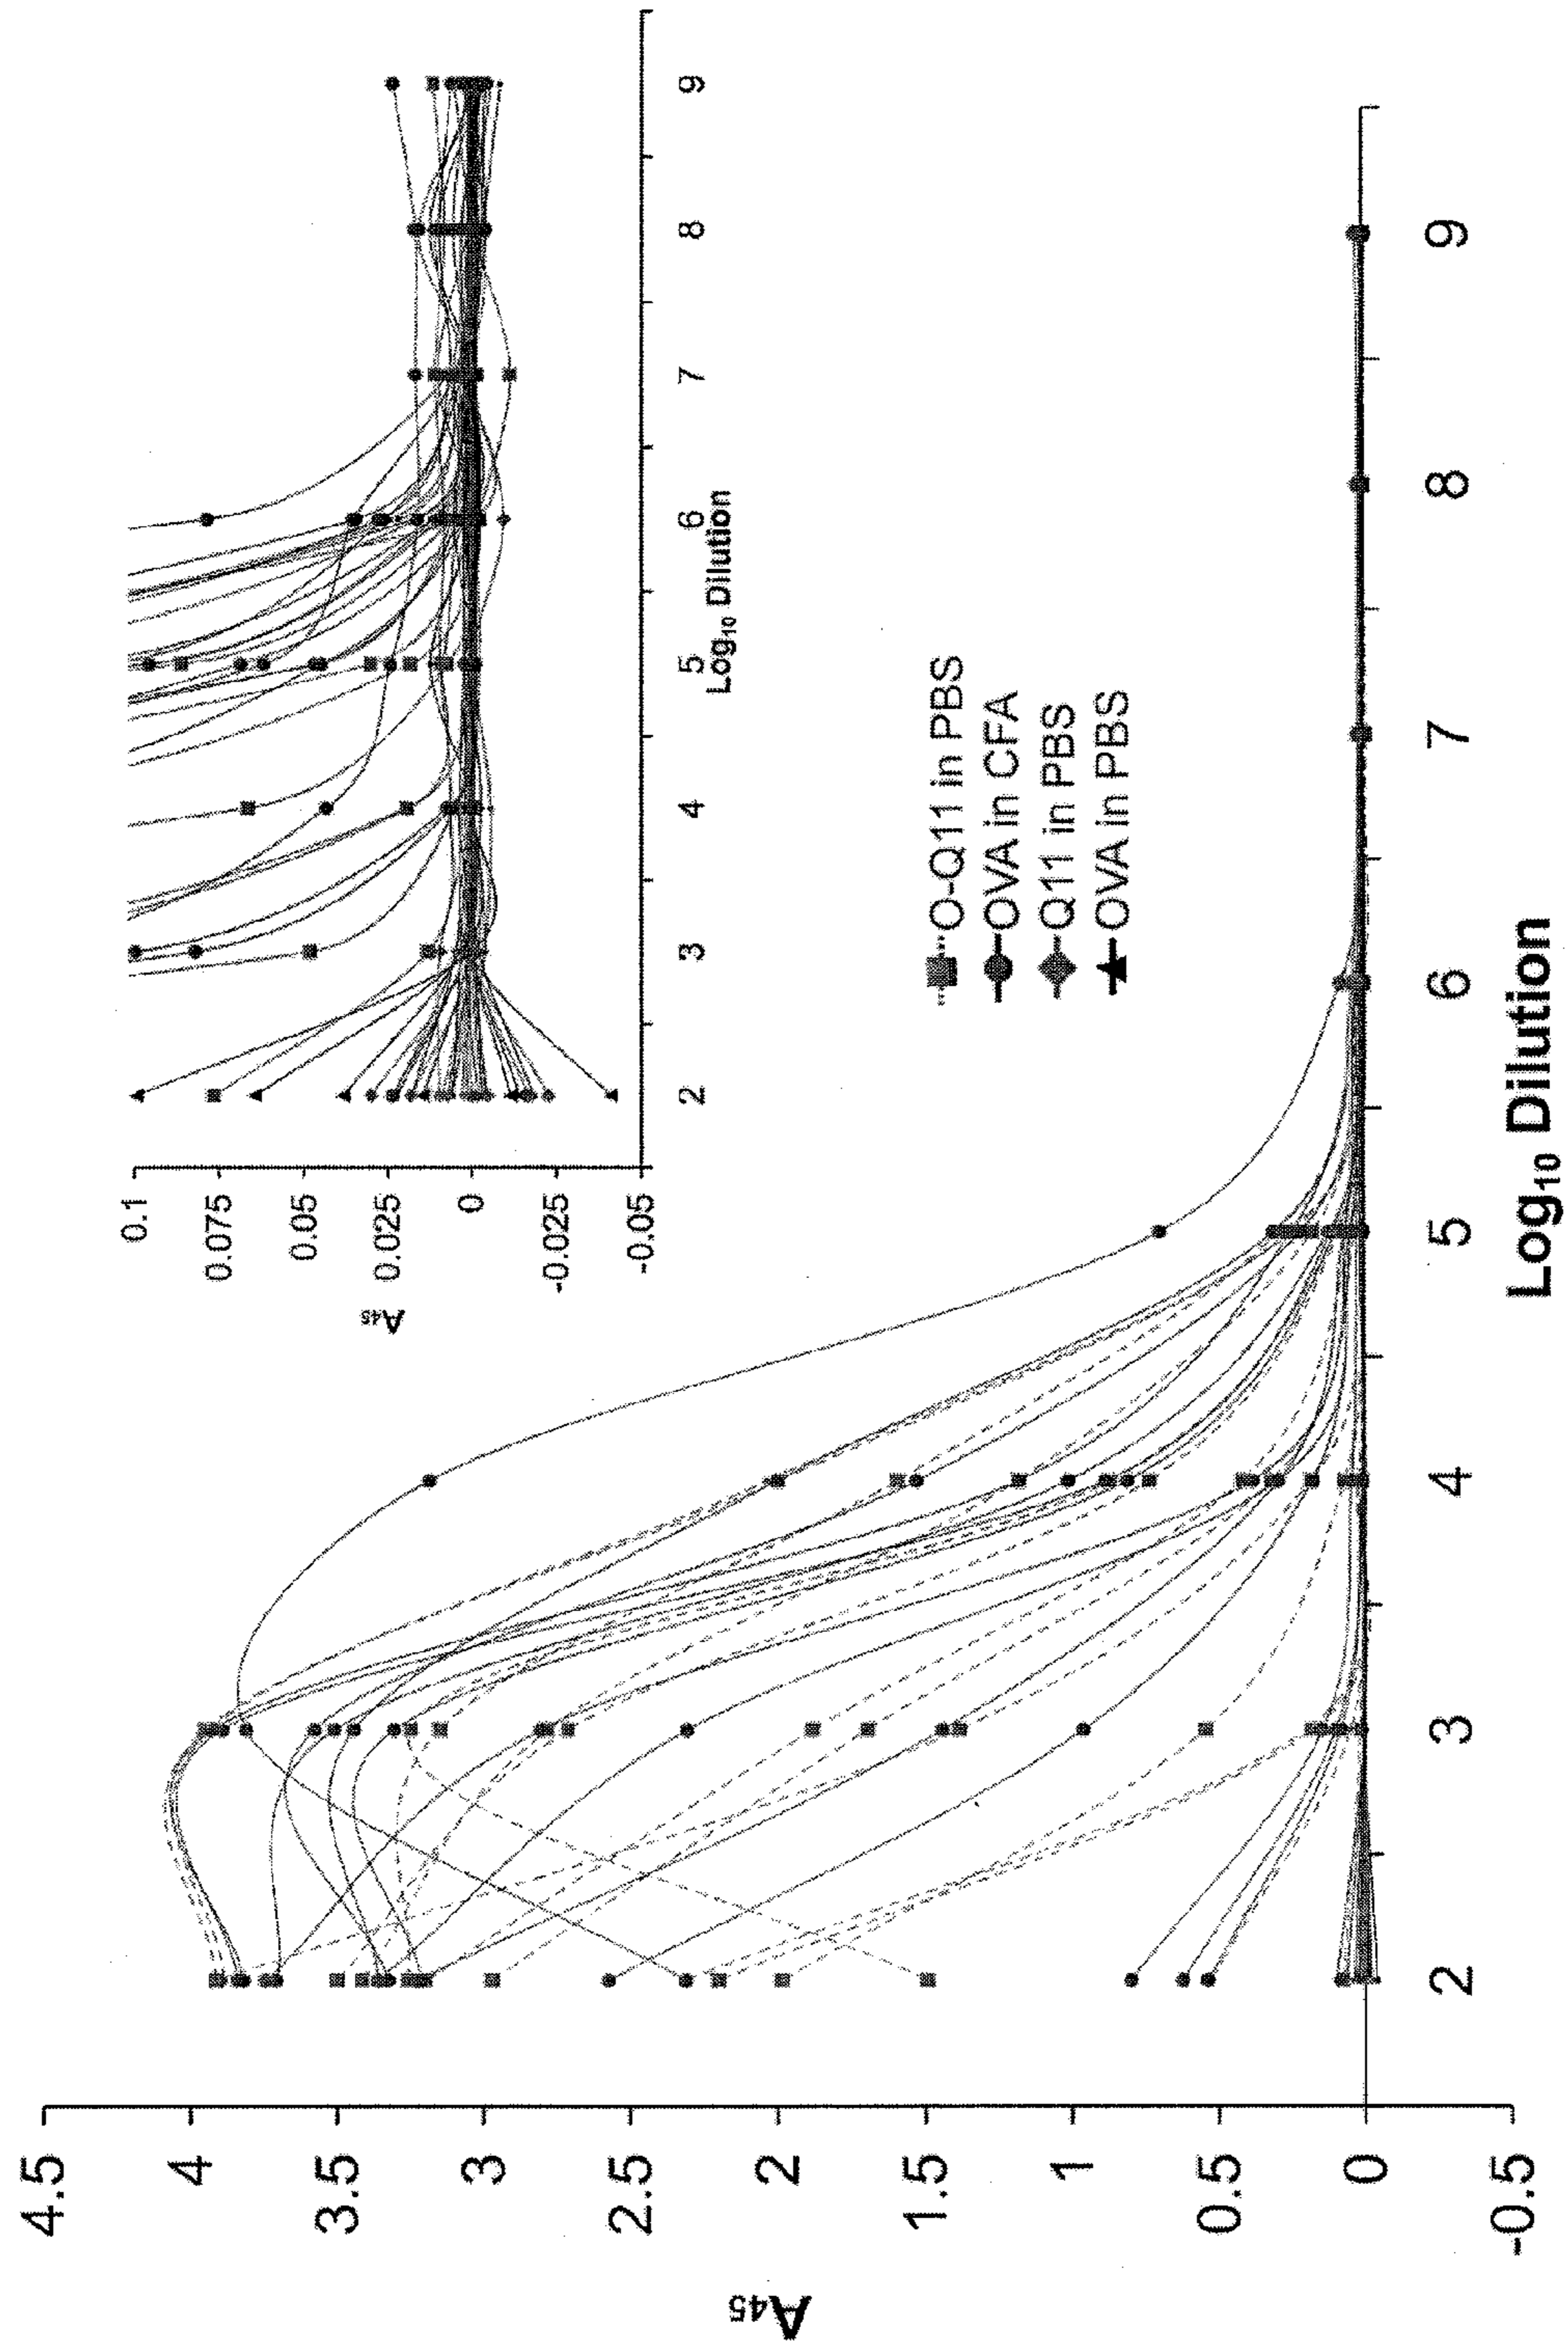 4.5
4
3.5
3
2.5
2
1.5
1
0.5
0
-0.5
A45
2 3 4 5 6 7 8 9
Log10 Dilution
0.1
0.075
0.05
0.025
0
-0.025
-0.05
A45
2 3 4 5 6 7 8 9
Log10 Dilution
O-Q11 in PBS
OVA in CFA
Q11 in PBS
OVA in PBS